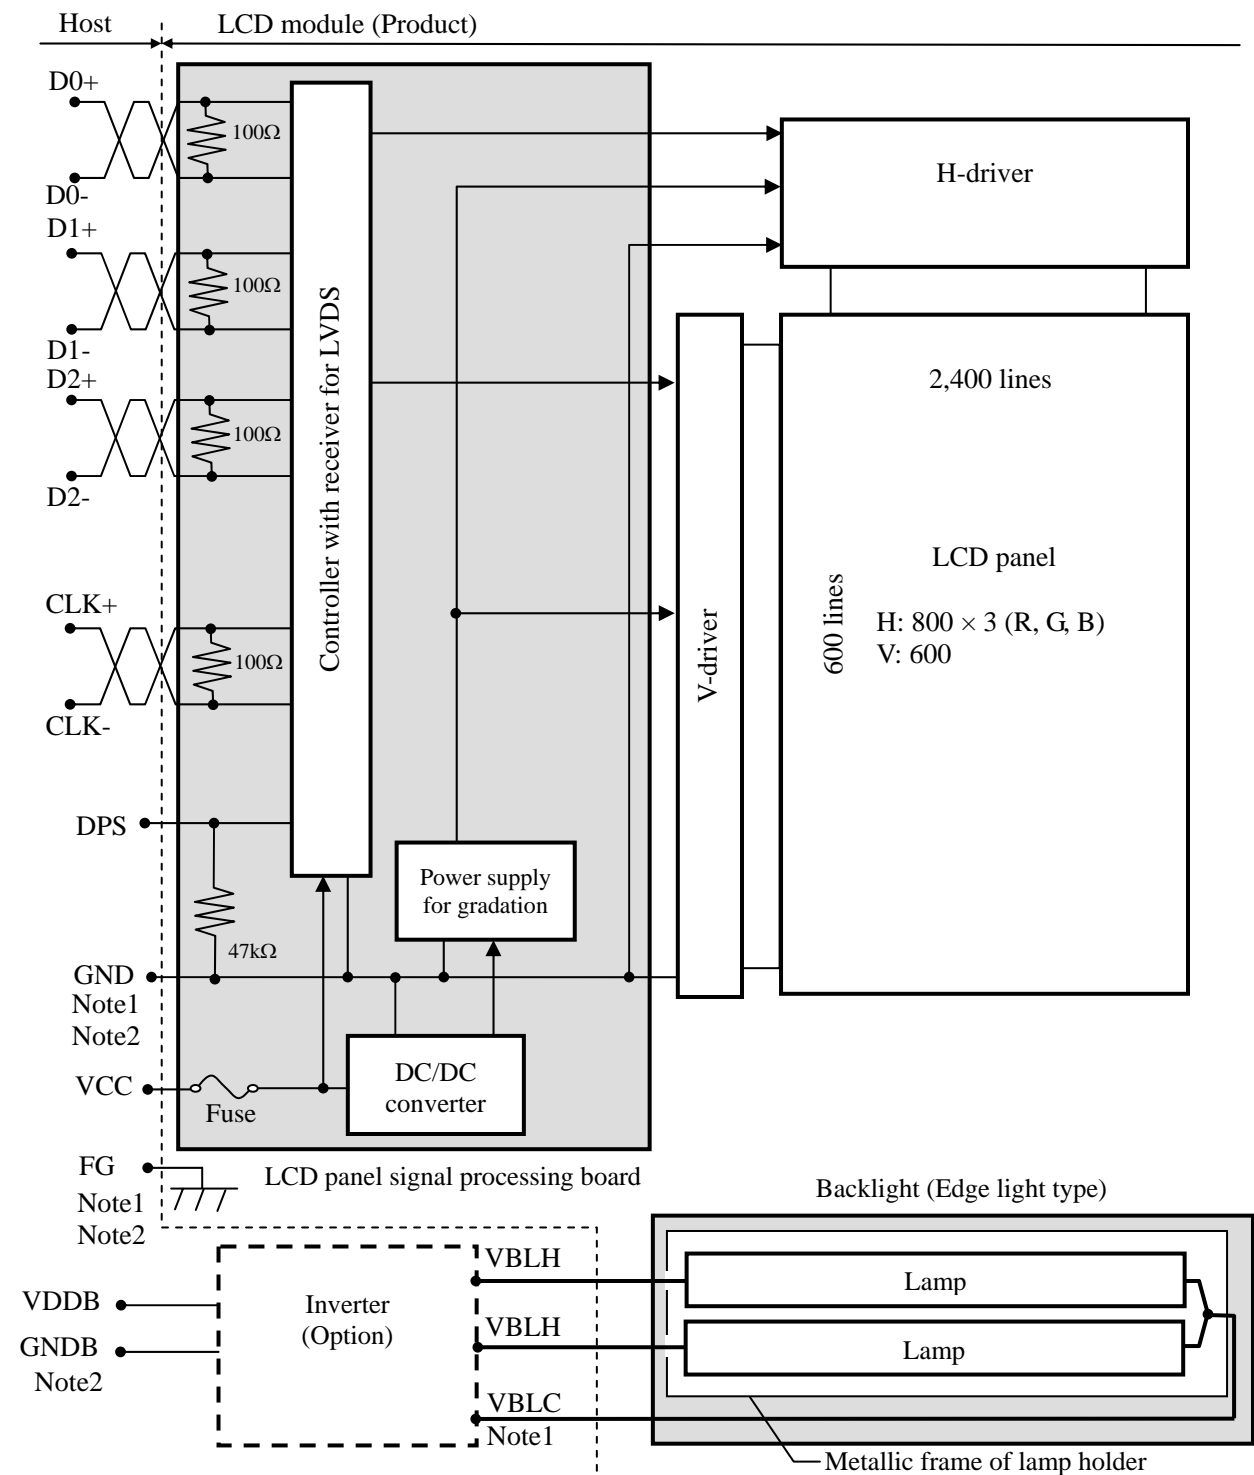 Host
LCD module (Product)
D0+
100Ω
D0-
D1+
100Ω
D1-
D2+
100Ω
D2-
CLK+
100Ω
CLK-
DPS
47kΩ
GND
Note1
Note2
VCC
Fuse
FG
Note1
Note2
Controller with receiver for LVDS
Power supply
for gradation
DC/DC
converter
LCD panel signal processing board
H-driver
V-driver
2,400 lines
600 lines
LCD panel
H: 800 × 3 (R, G, B)
V: 600
Backlight (Edge light type)
VDDB
GNDB
Note2
Inverter
(Option)
VBLH
VBLH
VBLC
Note1
Lamp
Lamp
Metallic frame of lamp holder